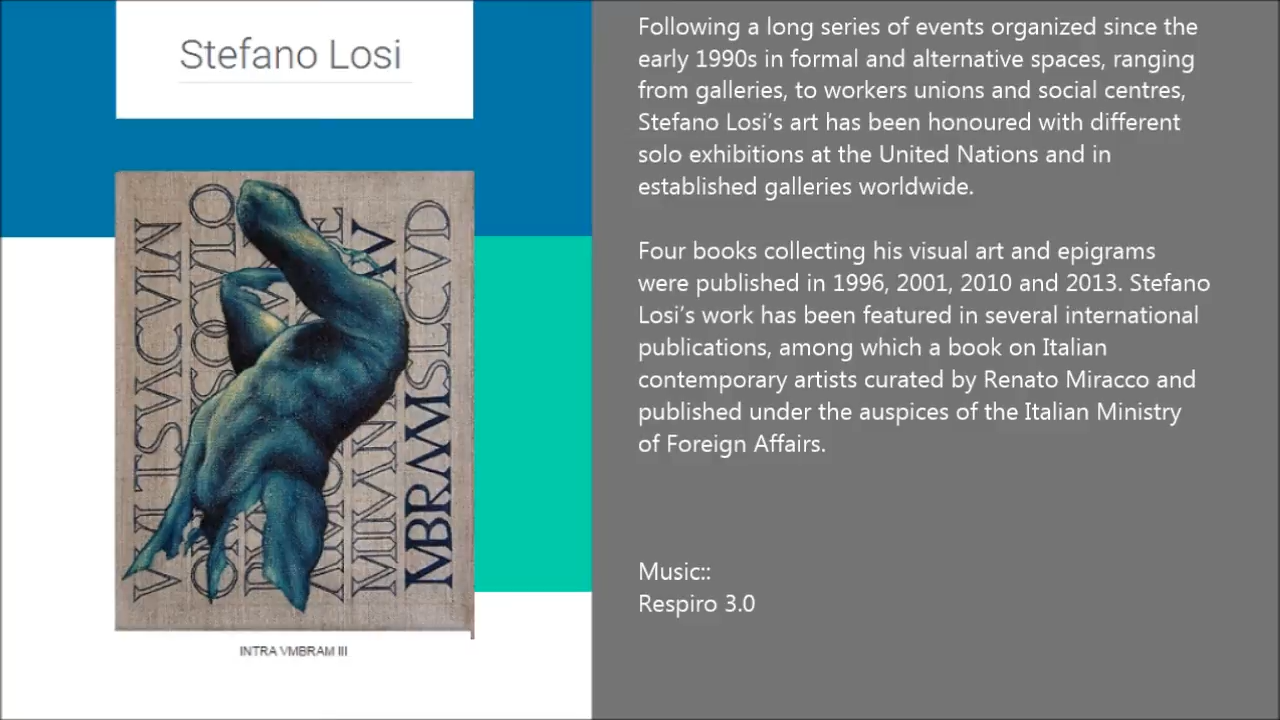 Stefano Losi
INTRA VMBRAM III
Following a long series of events organized since the
early 1990s in formal and alternative spaces, ranging
from galleries, to workers unions and social centres,
Stefano Losi’s art has been honoured with different
solo exhibitions at the United Nations and in
established galleries worldwide.
Four books collecting his visual art and epigrams
were published in 1996, 2001, 2010 and 2013. Stefano
Losi’s work has been featured in several international
publications, among which a book on Italian
contemporary artists curated by Renato Miracco and
published under the auspices of the Italian Ministry
of Foreign Affairs.
Music::
Respiro 3.0